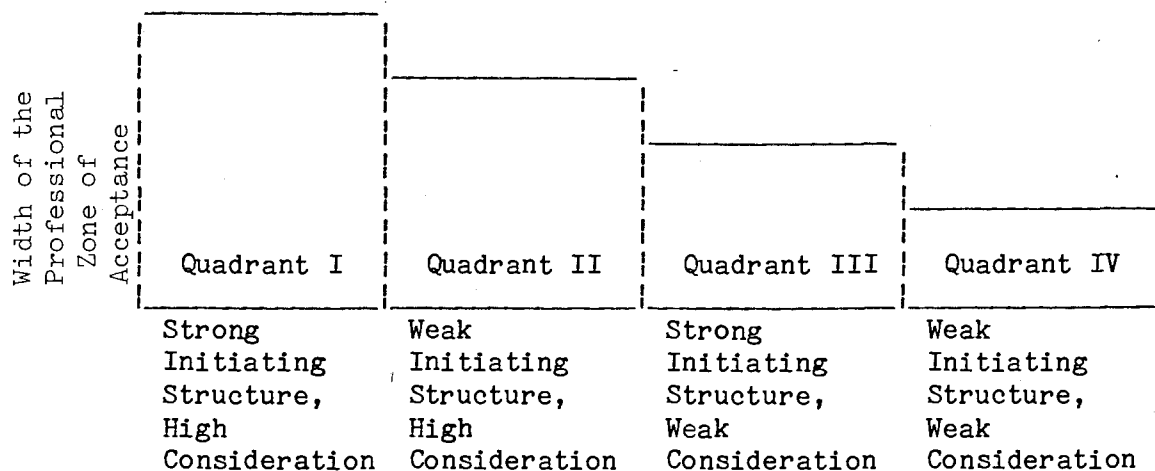 Width of the
Professional
Zone of
Acceptance
Quadrant I
Quadrant II
Quadrant III
Quadrant IV
Strong
Initiating
Structure,
High
Consideration
Weak
Initiating
Structure,
High
Consideration
Strong
Initiating
Structure,
Weak
Consideration
Weak
Initiating
Structure,
Weak
Consideration